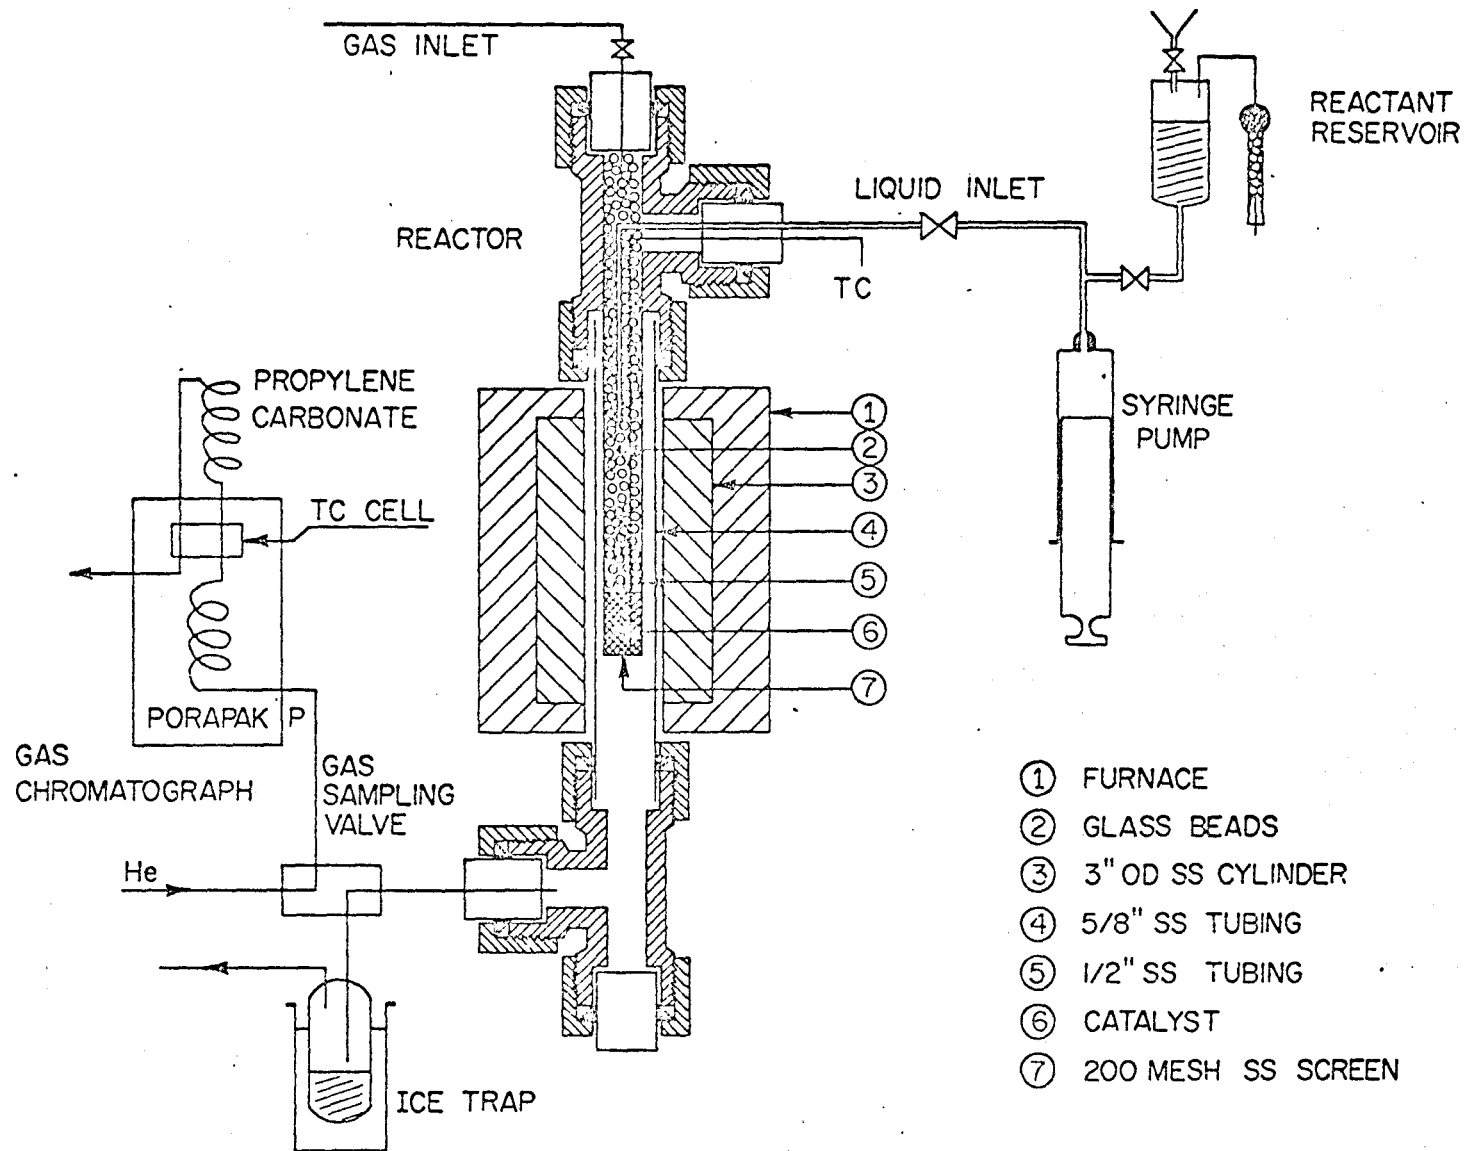 GAS INLET
REACTANT
RESERVOIR
LIQUID INLET
REACTOR
TC
PROPYLENE
CARBONATE
SYRINGE
PUMP
TC CELL
PORAPAK P
GAS
CHROMATOGRAPH
GAS
SAMPLING
VALVE
He
ICE TRAP
1
2
3
4
5
6
7
1 FURNACE
2 GLASS BEADS
3 3" OD SS CYLINDER
4 5/8" SS TUBING
5 1/2" SS TUBING
6 CATALYST
7 200 MESH SS SCREEN